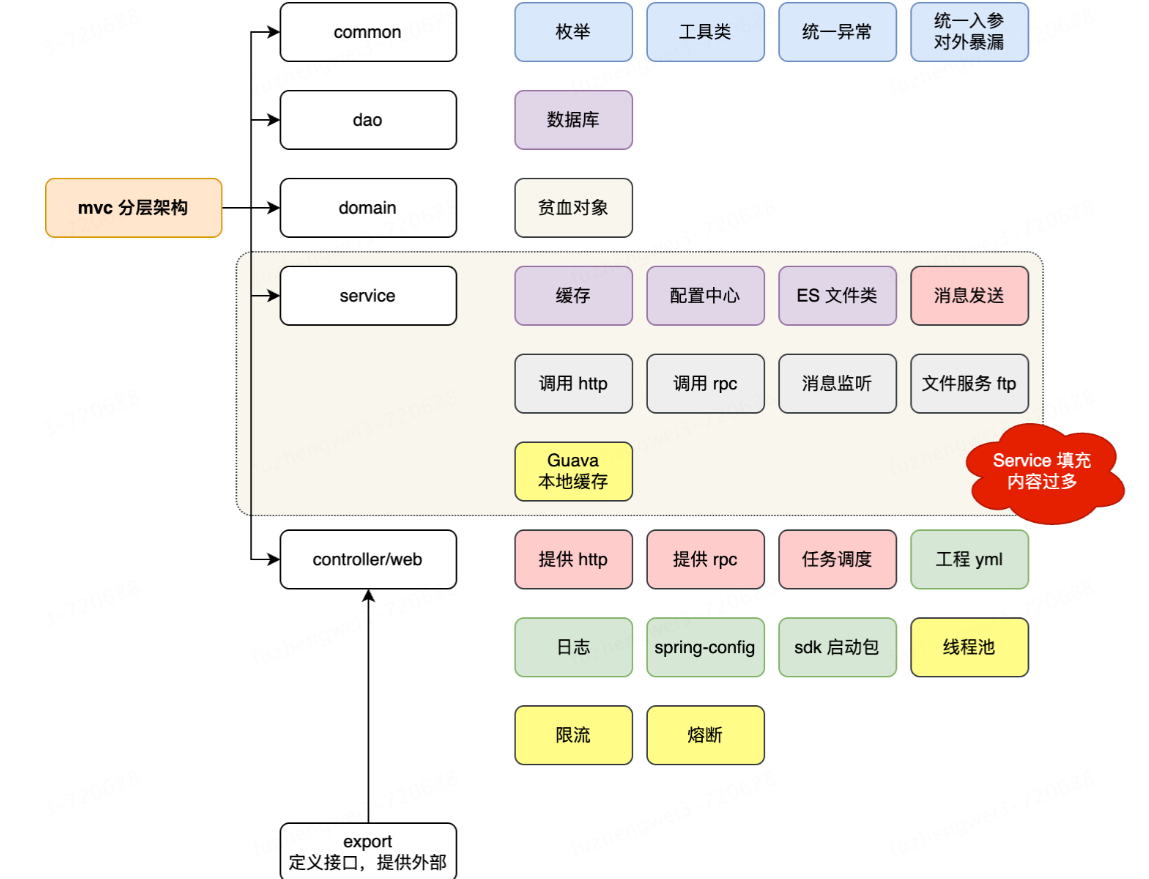 common
枚举
工具类
统一异常
统一入参
对外暴漏
dao
数据库
mvc 分层架构
domain
贫血对象
service
缓存
配置中心
ES 文件类
消息发送
调用 http
调用 rpc
消息监听
文件服务 ftp
Guava
本地缓存
Service 填充
内容过多
controller/web
提供 http
提供 rpc
任务调度
工程 yml
日志
spring-config
sdk 启动包
线程池
限流
熔断
export
定义接口，提供外部